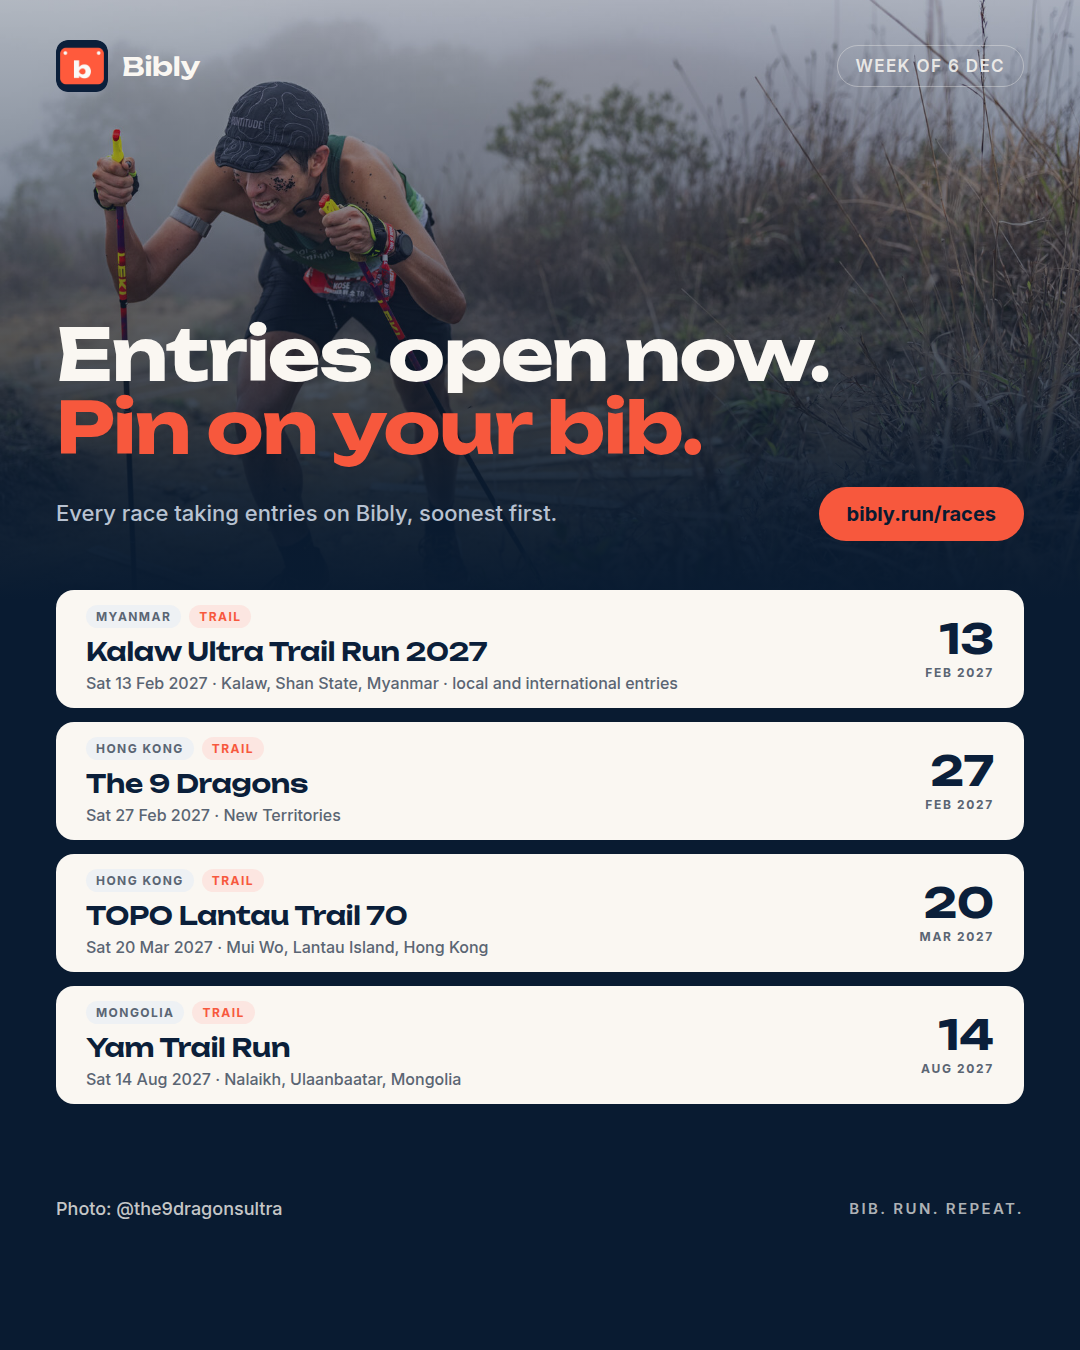 b Bibly
WEEK OF 6 DEC
LEKI
ROSE
Entries open now.
Pin on your bib.
Every race taking entries on Bibly, soonest first.
bibly.run/races
MYANMAR TRAIL
Kalaw Ultra Trail Run 2027
Sat 13 Feb 2027 · Kalaw, Shan State, Myanmar · local and international entries
13
FEB 2027
HONG KONG TRAIL
The 9 Dragons
Sat 27 Feb 2027 · New Territories
27
FEB 2027
HONG KONG TRAIL
TOPO Lantau Trail 70
Sat 20 Mar 2027 · Mui Wo, Lantau Island, Hong Kong
20
MAR 2027
MONGOLIA TRAIL
Yam Trail Run
Sat 14 Aug 2027 · Nalaikh, Ulaanbaatar, Mongolia
14
AUG 2027
Photo: @the9dragonsultra
BIB. RUN. REPEAT.